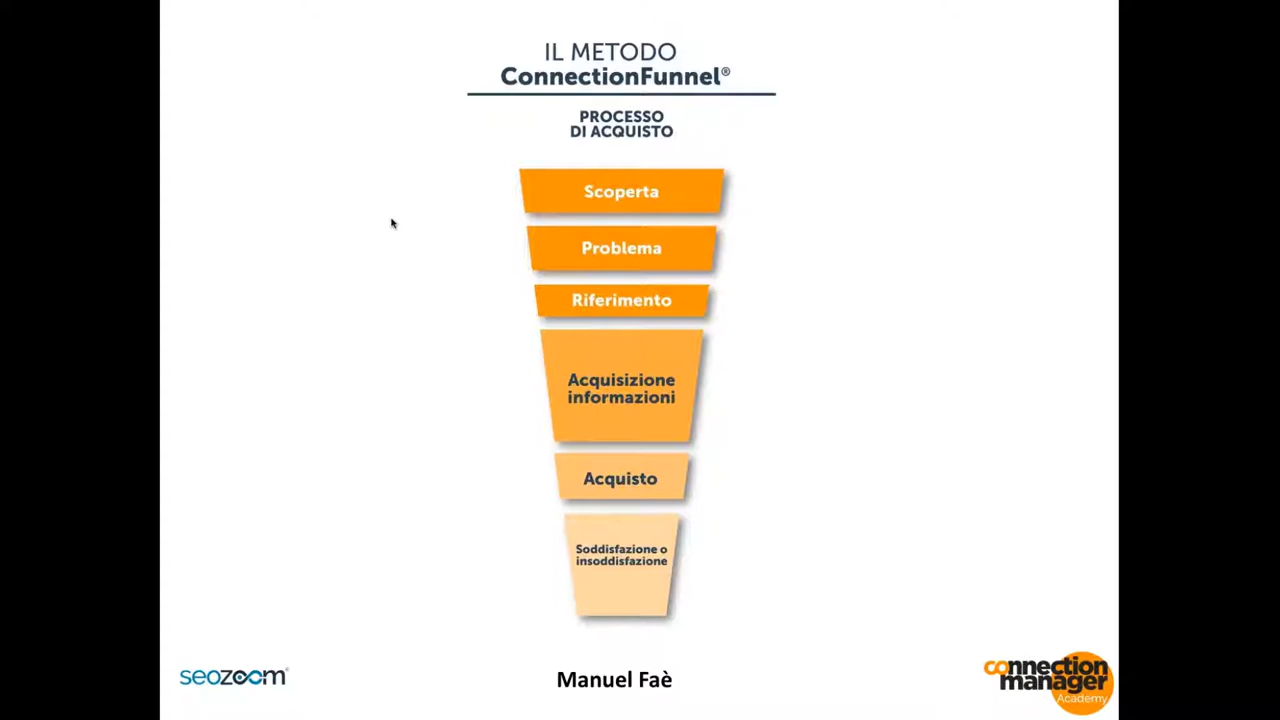 IL METODO
ConnectionFunnel®
PROCESSO
DI ACQUISTO
Scoperta
Problema
Riferimento
Acquisizione
informazioni
Acquisto
Soddisfazione o
insoddisfazione
seozoom®
Manuel Faè
connection
manager
Academy